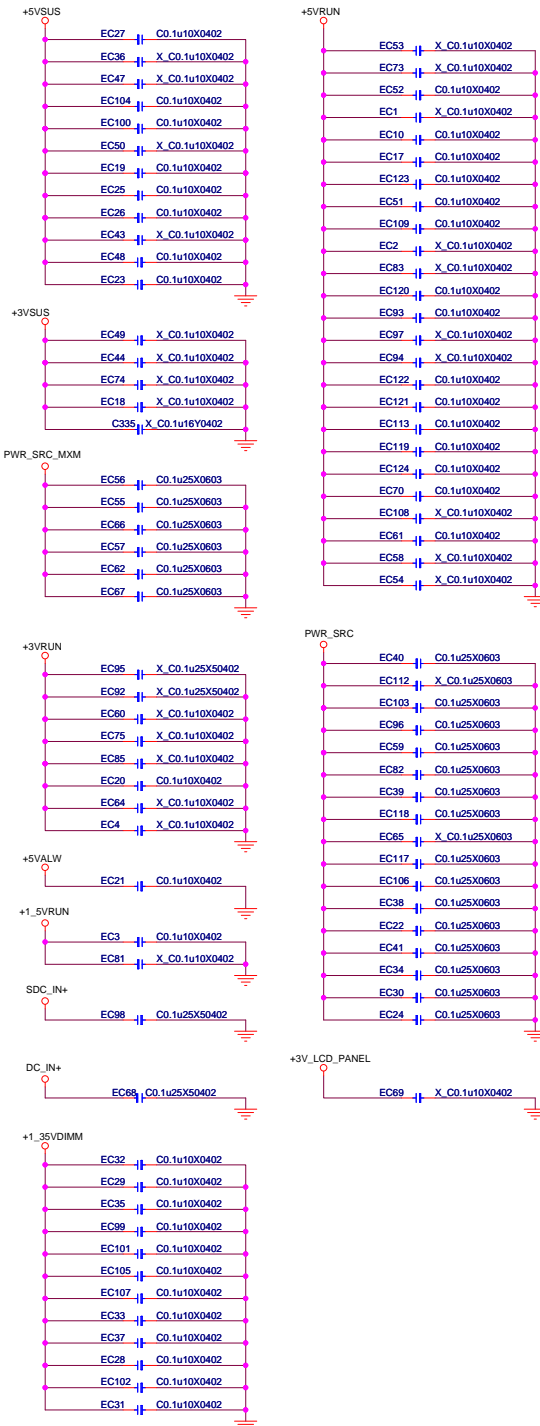 +5VSUS
EC27 C0.1u10X0402
EC36 X_C0.1u10X0402
EC47 X_C0.1u10X0402
EC104 C0.1u10X0402
EC100 C0.1u10X0402
EC50 X_C0.1u10X0402
EC19 C0.1u10X0402
EC25 C0.1u10X0402
EC26 C0.1u10X0402
EC43 X_C0.1u10X0402
EC48 C0.1u10X0402
EC23 C0.1u10X0402
+3VSUS
EC49 X_C0.1u10X0402
EC44 X_C0.1u10X0402
EC74 X_C0.1u10X0402
EC18 X_C0.1u10X0402
C335 X_C0.1u16Y0402
PWR_SRC_MXM
EC56 C0.1u25X0603
EC55 C0.1u25X0603
EC66 C0.1u25X0603
EC57 C0.1u25X0603
EC62 C0.1u25X0603
EC67 C0.1u25X0603
+3VRUN
EC95 X_C0.1u25X50402
EC92 X_C0.1u25X50402
EC60 X_C0.1u10X0402
EC75 X_C0.1u10X0402
EC85 X_C0.1u10X0402
EC20 C0.1u10X0402
EC64 X_C0.1u10X0402
EC4 X_C0.1u10X0402
+5VALW
EC21 C0.1u10X0402
+1_5VRUN
EC3 C0.1u10X0402
EC81 X_C0.1u10X0402
SDC_IN+
EC98 C0.1u25X50402
DC_IN+
EC68 C0.1u25X50402
+1_35VDIMM
EC32 C0.1u10X0402
EC29 C0.1u10X0402
EC35 C0.1u10X0402
EC99 C0.1u10X0402
EC101 C0.1u10X0402
EC105 C0.1u10X0402
EC107 C0.1u10X0402
EC33 C0.1u10X0402
EC37 C0.1u10X0402
EC28 C0.1u10X0402
EC102 C0.1u10X0402
EC31 C0.1u10X0402
+5VRUN
EC53 X_C0.1u10X0402
EC73 X_C0.1u10X0402
EC52 C0.1u10X0402
EC1 X_C0.1u10X0402
EC10 C0.1u10X0402
EC17 C0.1u10X0402
EC123 C0.1u10X0402
EC51 C0.1u10X0402
EC109 C0.1u10X0402
EC2 X_C0.1u10X0402
EC83 X_C0.1u10X0402
EC120 C0.1u10X0402
EC93 C0.1u10X0402
EC97 X_C0.1u10X0402
EC94 X_C0.1u10X0402
EC122 C0.1u10X0402
EC121 C0.1u10X0402
EC113 C0.1u10X0402
EC119 C0.1u10X0402
EC124 C0.1u10X0402
EC70 C0.1u10X0402
EC108 X_C0.1u10X0402
EC61 C0.1u10X0402
EC58 X_C0.1u10X0402
EC54 X_C0.1u10X0402
PWR_SRC
EC40 C0.1u25X0603
EC112 X_C0.1u25X0603
EC103 C0.1u25X0603
EC96 C0.1u25X0603
EC59 C0.1u25X0603
EC82 C0.1u25X0603
EC39 C0.1u25X0603
EC118 C0.1u25X0603
EC65 X_C0.1u25X0603
EC117 C0.1u25X0603
EC106 C0.1u25X0603
EC38 C0.1u25X0603
EC22 C0.1u25X0603
EC41 C0.1u25X0603
EC34 C0.1u25X0603
EC30 C0.1u25X0603
EC24 C0.1u25X0603
+3V_LCD_PANEL
EC69 X_C0.1u10X0402